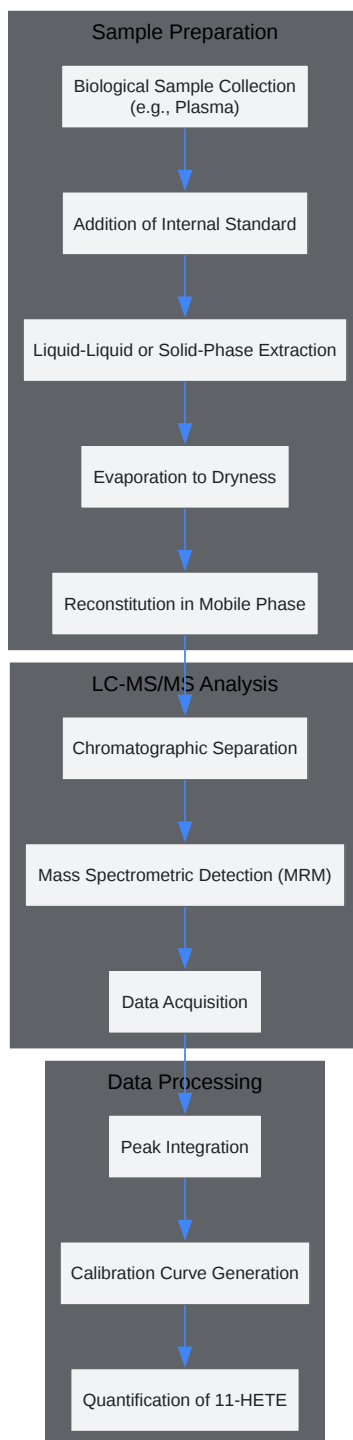 Sample Preparation
Biological Sample Collection
(e.g., Plasma)
Addition of Internal Standard
Liquid-Liquid or Solid-Phase Extraction
Evaporation to Dryness
Reconstitution in Mobile Phase
LC-MS/MS Analysis
Chromatographic Separation
Mass Spectrometric Detection (MRM)
Data Acquisition
Data Processing
Peak Integration
Calibration Curve Generation
Quantification of 11-HETE